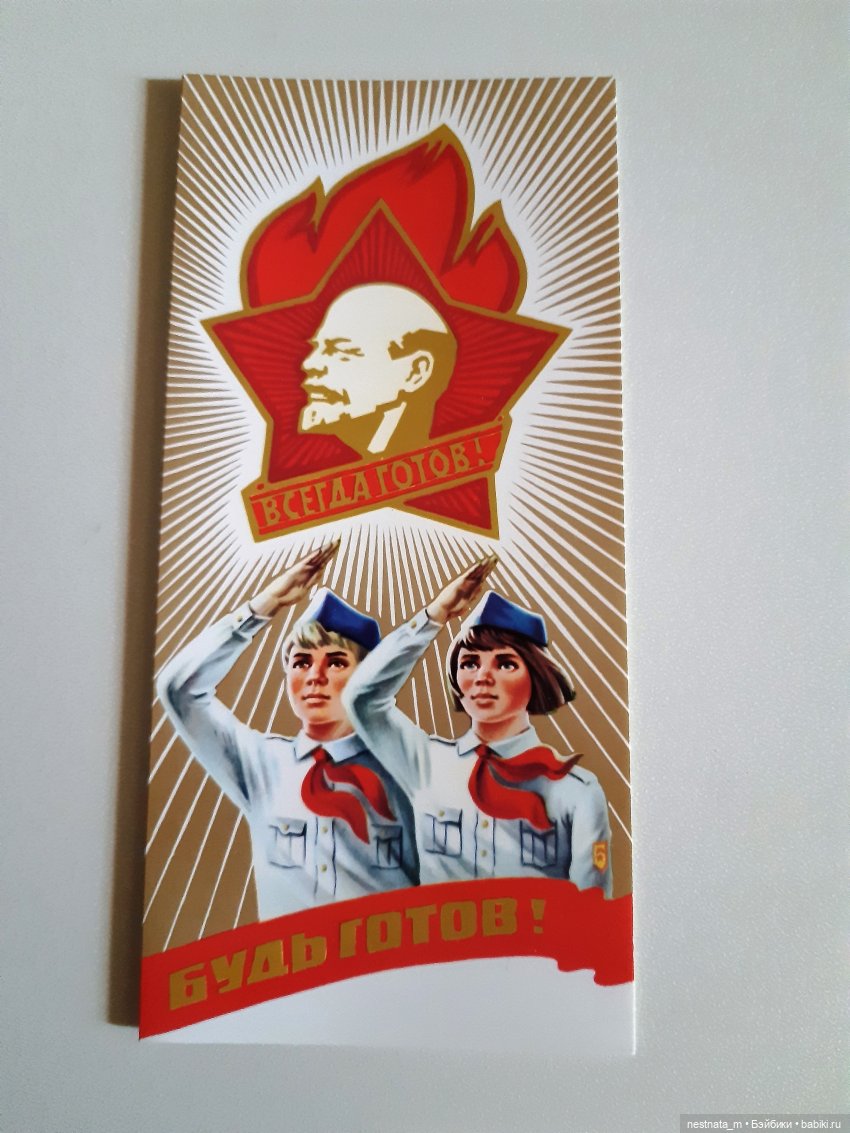 ВСЕГДА ГОТОВ!
Б
БУДЬ ГОТОВ!
nestnata_m • Бэйбики • babiki.ru